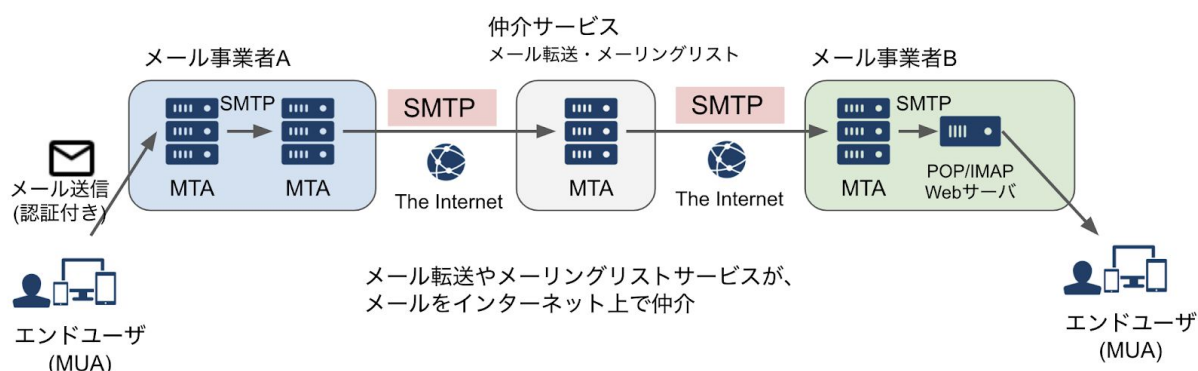 仲介サービス
メール転送・メーリングリスト
メール事業者A
メール事業者B
SMTP
SMTP
SMTP
SMTP
MTA
MTA
MTA
MTA
The Internet
The Internet
POP/IMAP
Webサーバ
メール送信
(認証付き)
メール転送やメーリングリストサービスが、
メールをインターネット上で仲介
エンドユーザ
(MUA)
エンドユーザ
(MUA)